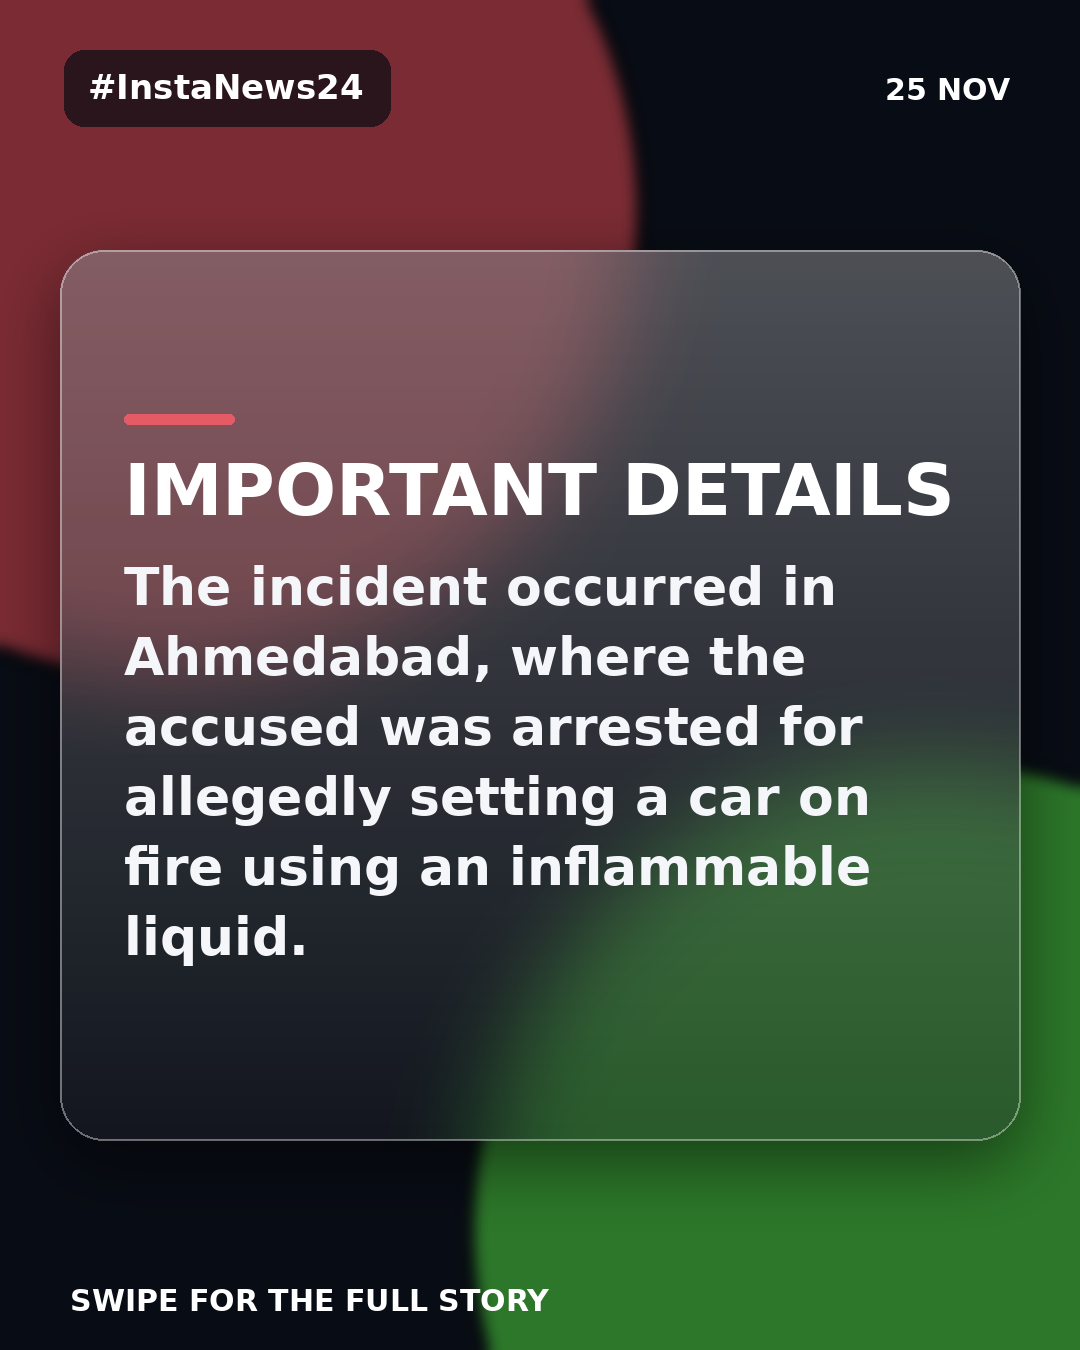 #InstaNews24
25 NOV
IMPORTANT DETAILS
The incident occurred in
Ahmedabad, where the
accused was arrested for
allegedly setting a car on
fire using an inflammable
liquid.
SWIPE FOR THE FULL STORY